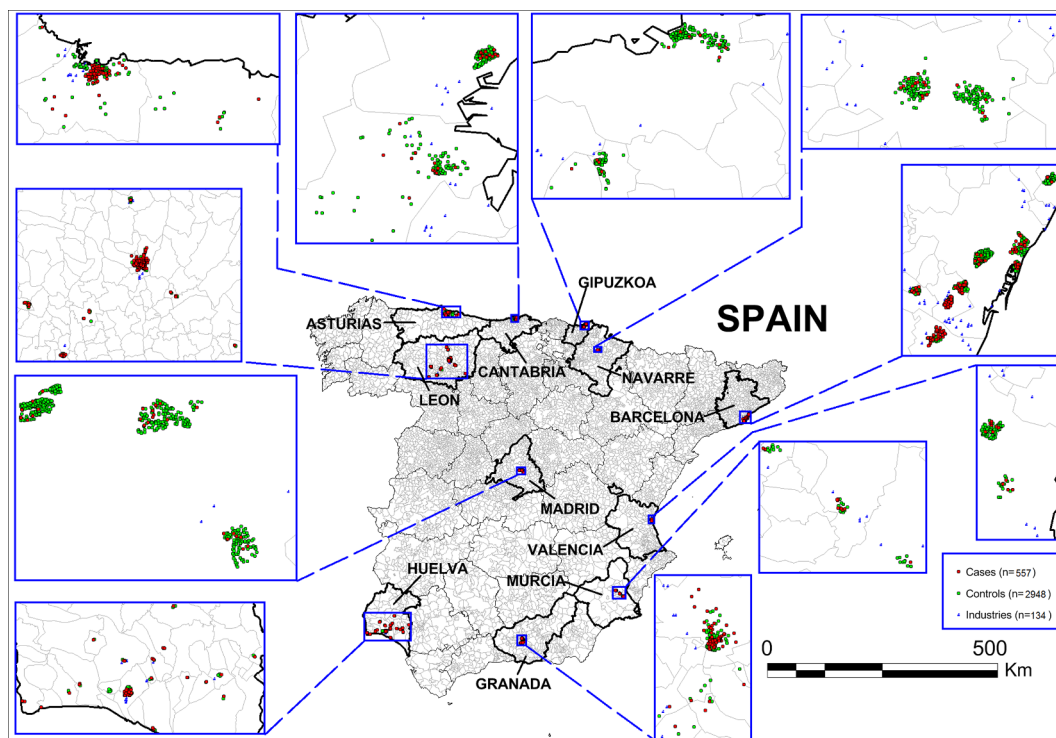 GIPUZKOA
SPAIN
ASTURIAS
CANTABRIA
NAVARRE
LEON
BARCELONA
MADRID
VALENCIA
HUELVA
MURCIA
GRANADA
Cases (n=557)
Controls (n=2948)
Industries (n=134)
0 500
Km